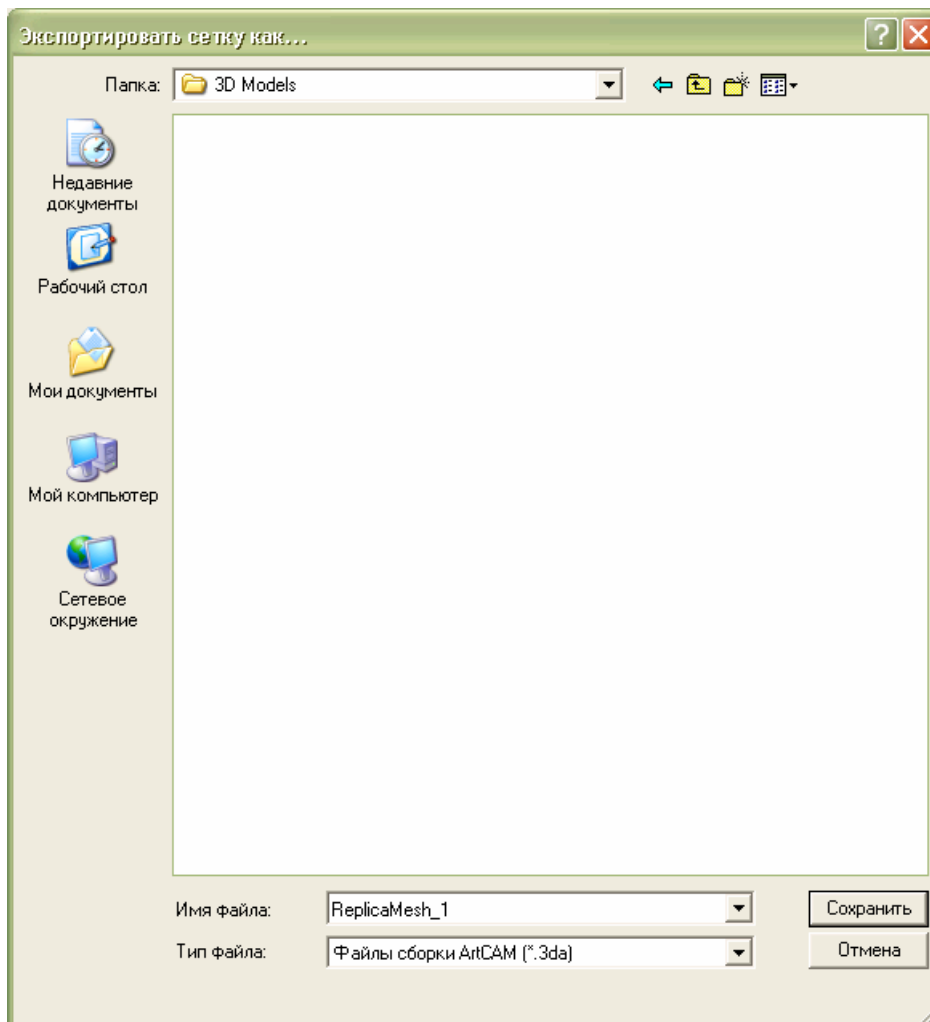 Экспортировать сетку как...
Папка: 3D Models
Недавние
документы
Рабочий стол
Мои документы
Мой компьютер
Сетевое
окружение
Имя файла: ReplicaMesh_1 Сохранить
Тип файла: Файлы сборки ArtCAM (*.3da) Отмена